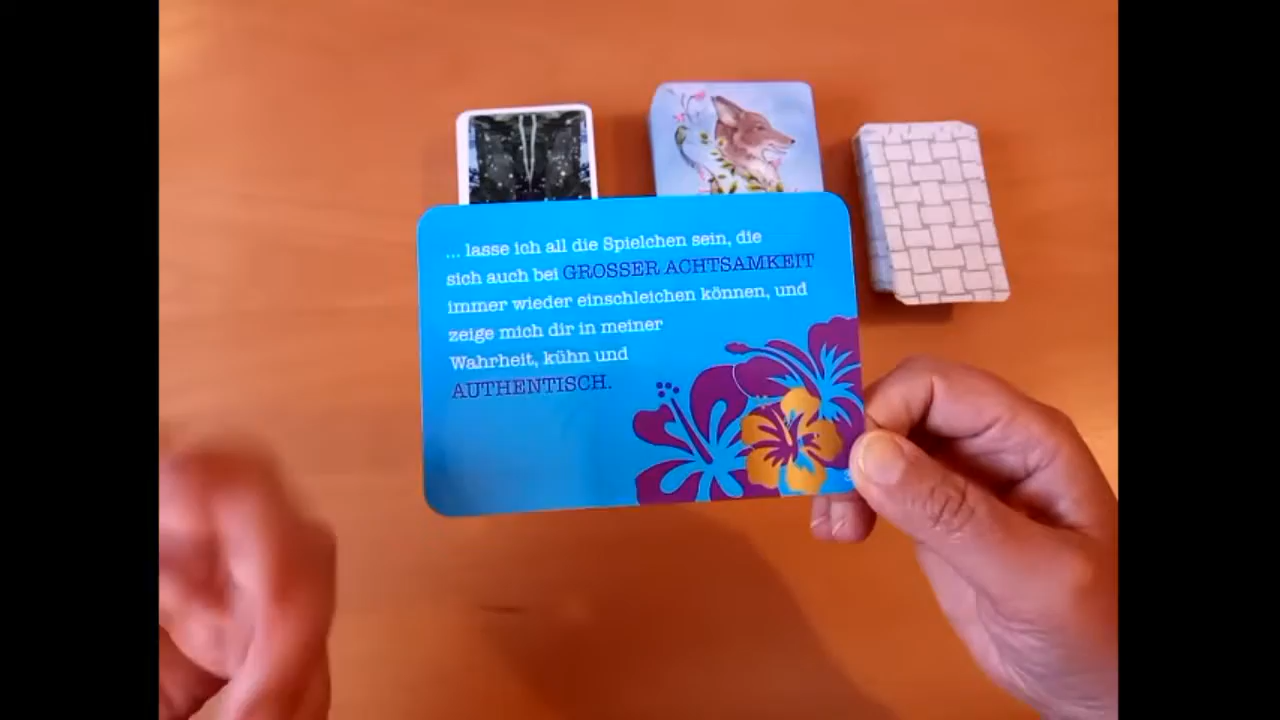 ... lasse ich all die Spielchen sein, die
sich auch bei GROSSER ACHTSAMKEIT
immer wieder einschleichen können, und
zeige mich dir in meiner
Wahrheit, kühn und
AUTHENTISCH.